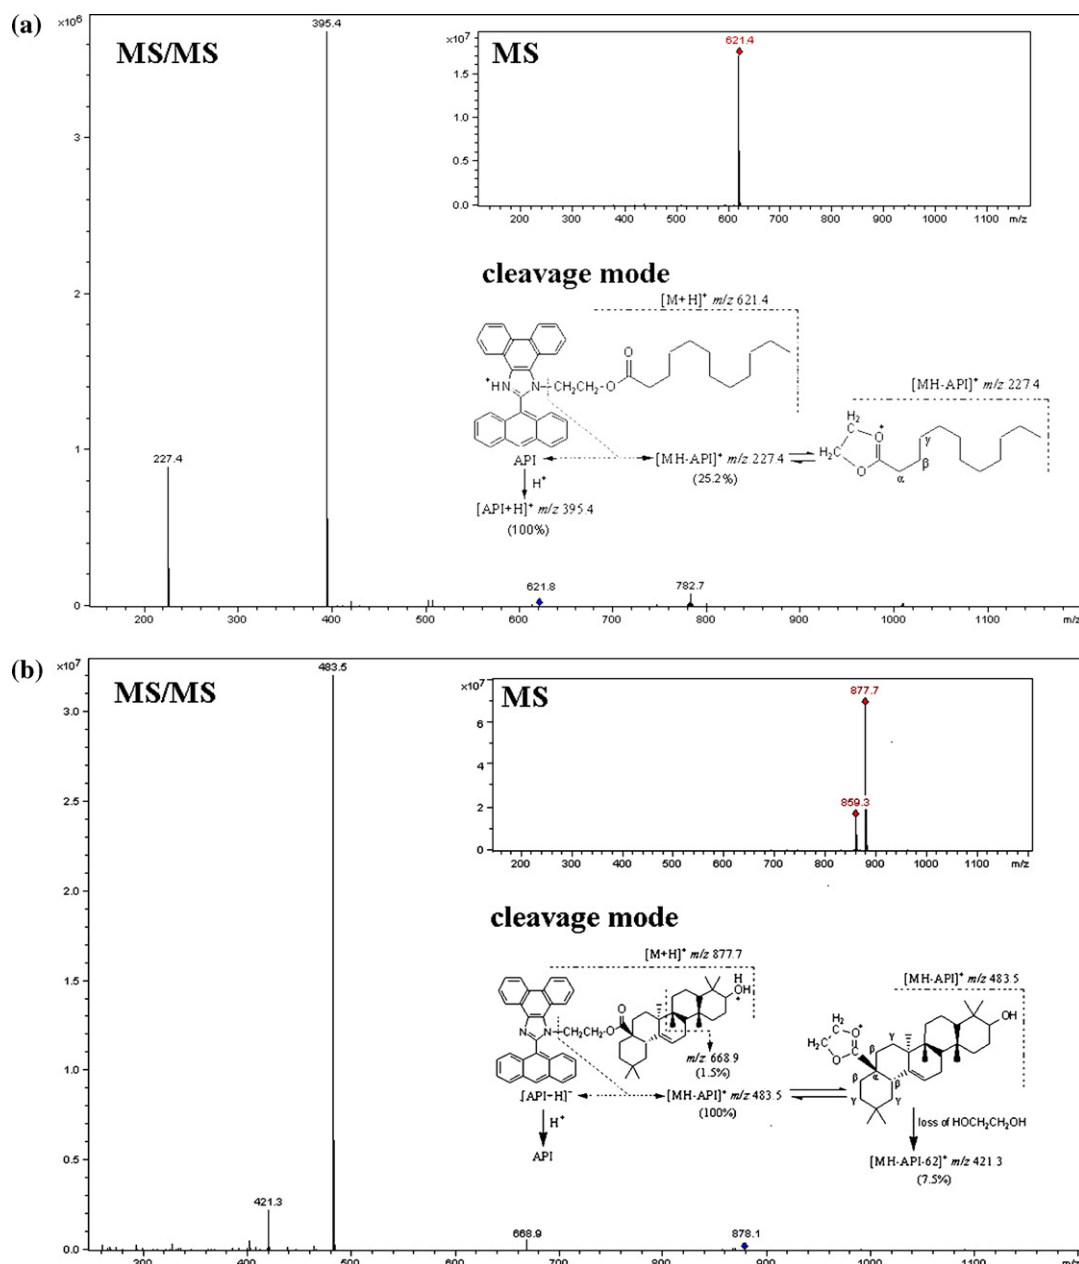 (a)
×10⁶
395.4
MS/MS
3
2
1
0
227.4
621.8
782.7
200 300 400 500 600 700 800 900 1000 1100 m/z
×10⁷
MS
621.4
1.5
1.0
0.5
0.0
200 300 400 500 600 700 800 900 1000 1100 m/z
cleavage mode
[M+H]⁺ m/z 621.4
O
⁺HN
N—CH₂CH₂O
[MH-API]⁺ m/z 227.4
H₂C
H₂C
O⁺
O
γ
β
α
API
[MH-API]⁺ m/z 227.4
(25.2%)
H⁺
[API+H]⁺ m/z 395.4
(100%)
(b)
×10⁷
483.5
MS/MS
3.0
2.5
2.0
1.5
1.0
0.5
0.0
421.3
668.9
878.1
300 400 500 600 700 800 900 1000 1100 m/z
×10⁷
MS
877.7
859.3
6
4
2
0
200 300 400 500 600 700 800 900 1000 1100 m/z
cleavage mode
[M+H]⁺ m/z 877.7
H
OH
+
O
N
N—CH₂CH₂O
m/z 668.9
(1.5%)
[MH-API]⁺ m/z 483.5
OH
CH₂
H₂C
O⁺
O
β γ
α
β β
γ γ
[API-H]⁻
[MH-API]⁺ m/z 483.5
(100%)
H⁺
API
loss of HOCH₂CH₂OH
[MH-API-62]⁺ m/z 421.3
(7.5%)